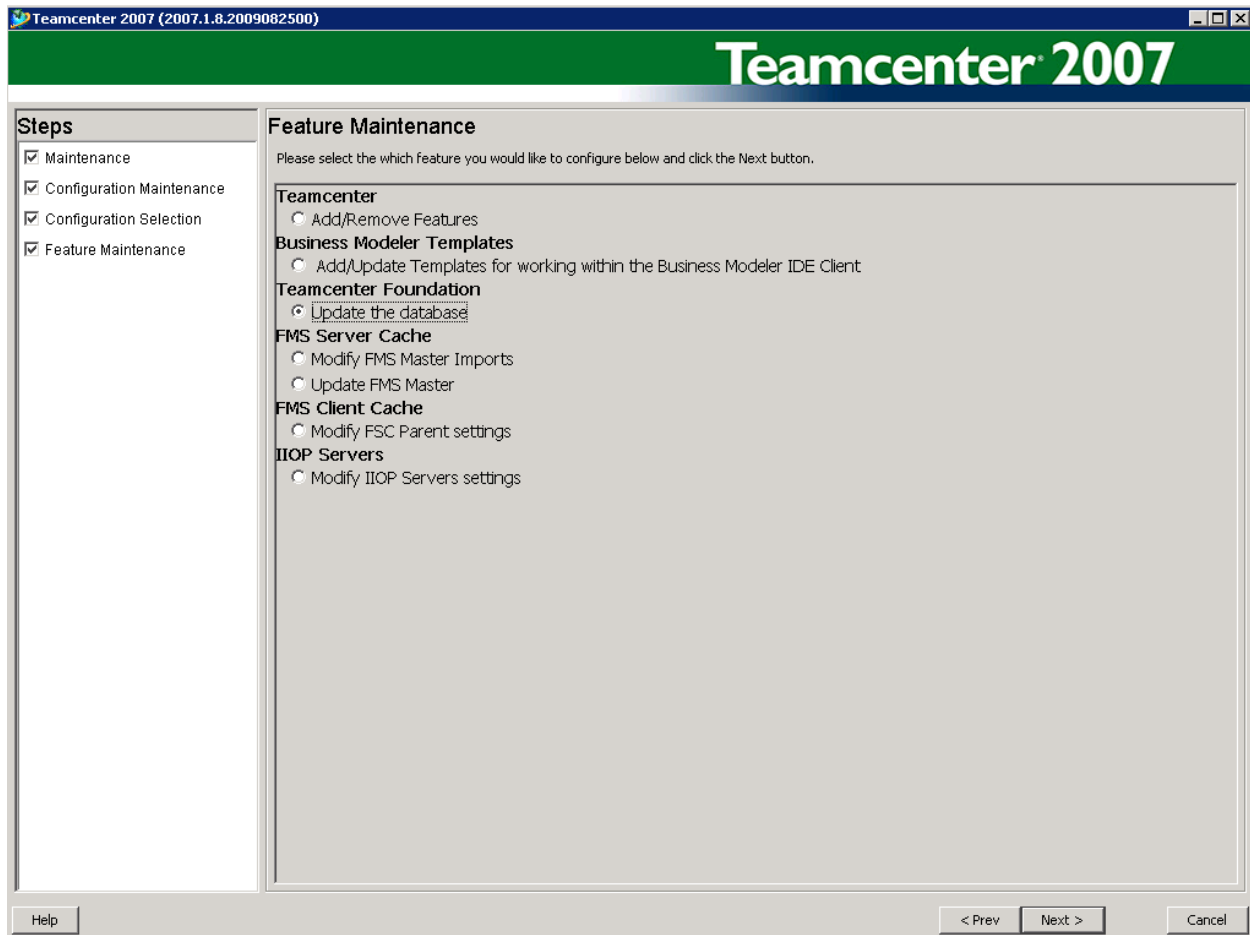 Teamcenter 2007 (2007.1.8.2009082500)
Teamcenter® 2007
Steps
Maintenance
Configuration Maintenance
Configuration Selection
Feature Maintenance
Feature Maintenance
Please select the which feature you would like to configure below and click the Next button.
Teamcenter
Add/Remove Features
Business Modeler Templates
Add/Update Templates for working within the Business Modeler IDE Client
Teamcenter Foundation
Update the database
FMS Server Cache
Modify FMS Master Imports
Update FMS Master
FMS Client Cache
Modify FSC Parent settings
IIOP Servers
Modify IIOP Servers settings
Help
< Prev
Next >
Cancel